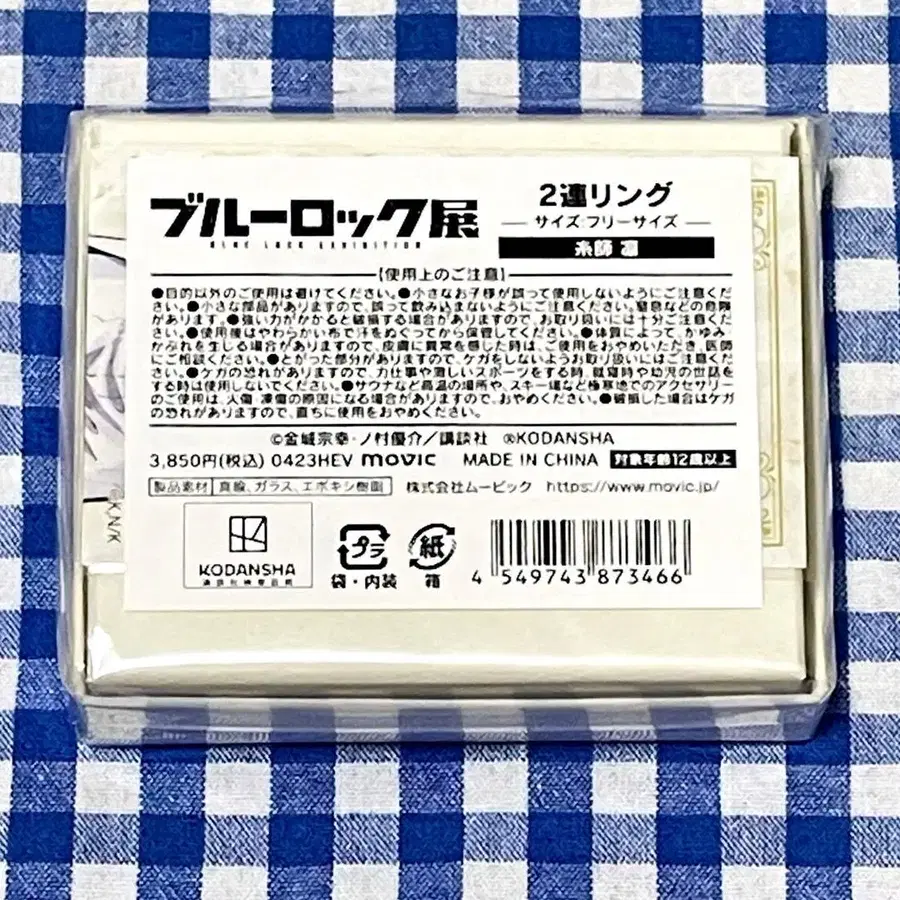 ブルーロック展
BLUE LOCK EXHIBITION
2連リング
サイズ:フリーサイズ
糸師 凛
【使用上のご注意】
●目的以外のご使用は避けてください。●小さなお子様が誤って使用しないようにご注意くださ
い。●小さな部品がありますので、誤って飲み込まないようにご注意ください。窒息などの危険
があります。●強い力がかかると破損する場合がありますので、お取り扱いには十分ご注意くださ
い。●使用後はやわらかい布で汗をぬぐってから保管してください。●体質によって、かゆみ・
かぶれを生じる場合がありますので、皮膚に異常を感じた時は、ご使用をおやめいただき、医師
にご相談ください。●とがった部分がありますので、ケガをしないようお取り扱いにはご注意くださ
い。●ケガの恐れがありますので、力仕事や激しいスポーツをする時、就寝時や幼児の世話を
する時は使用しないでください。●サウナなど高温の場所や、スキー場など極寒地でのアクセサリー
のご使用は、火傷・凍傷の原因になる場合がありますので、おやめください。●破損した場合はケガ
の恐れがありますので、直ちに使用をおやめください。
©金城宗幸・ノ村優介／講談社 ®KODANSHA
3,850円(税込) 0423HEV movic MADE IN CHINA 対象年齢12歳以上
製品素材 真鍮、ガラス、エポキシ樹脂 株式会社ムービック https://www.movic.jp/
KODANSHA
プラ
袋・内装
紙
箱
4 549743 873466
K.N/K